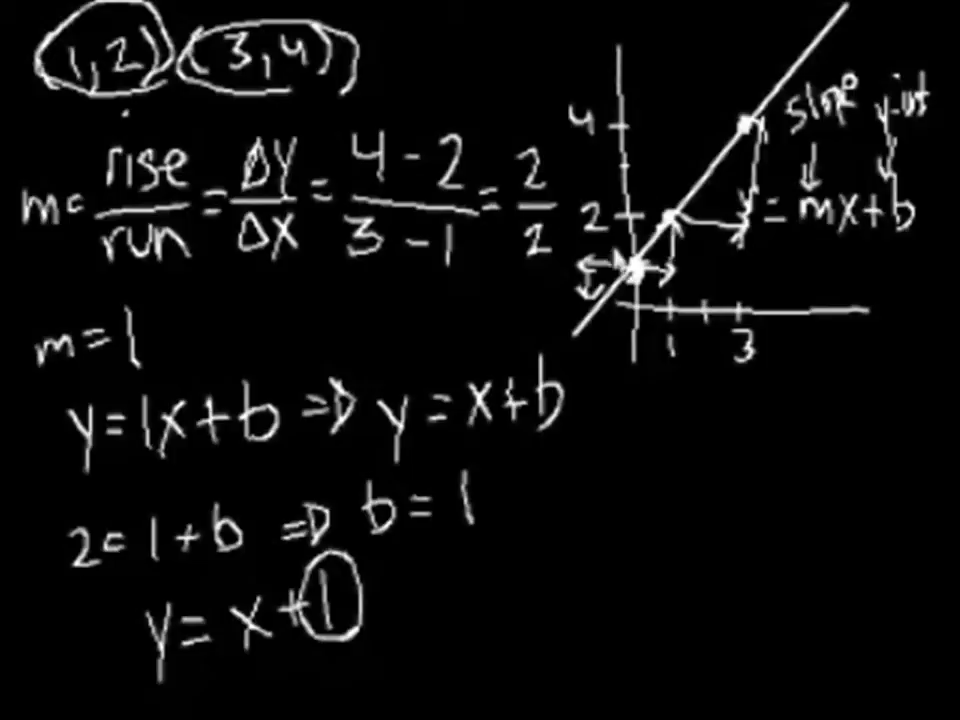 (1,2) (3,4)
m = rise/run = ΔY/ΔX = 4-2/3-1 = 2/2
m = 1
y = 1x + b ⇒ y = x + b
2 = 1 + b ⇒ b = 1
y = x + 1
slope y-int
y = mx + b
4
2
1 3